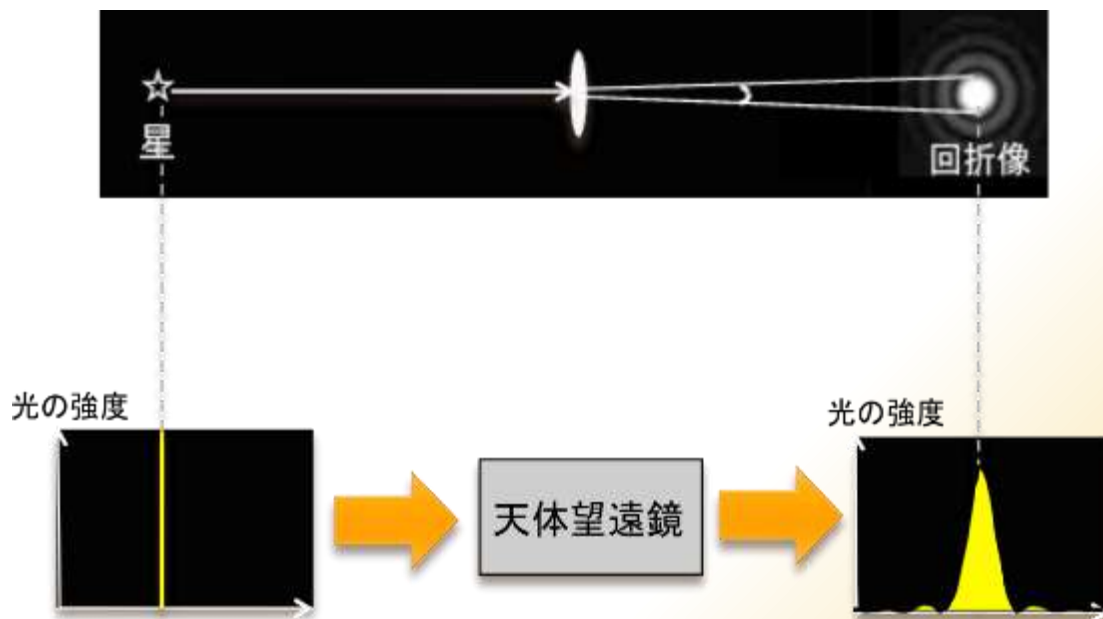 星
回折像
光の強度
光の強度
天体望遠鏡